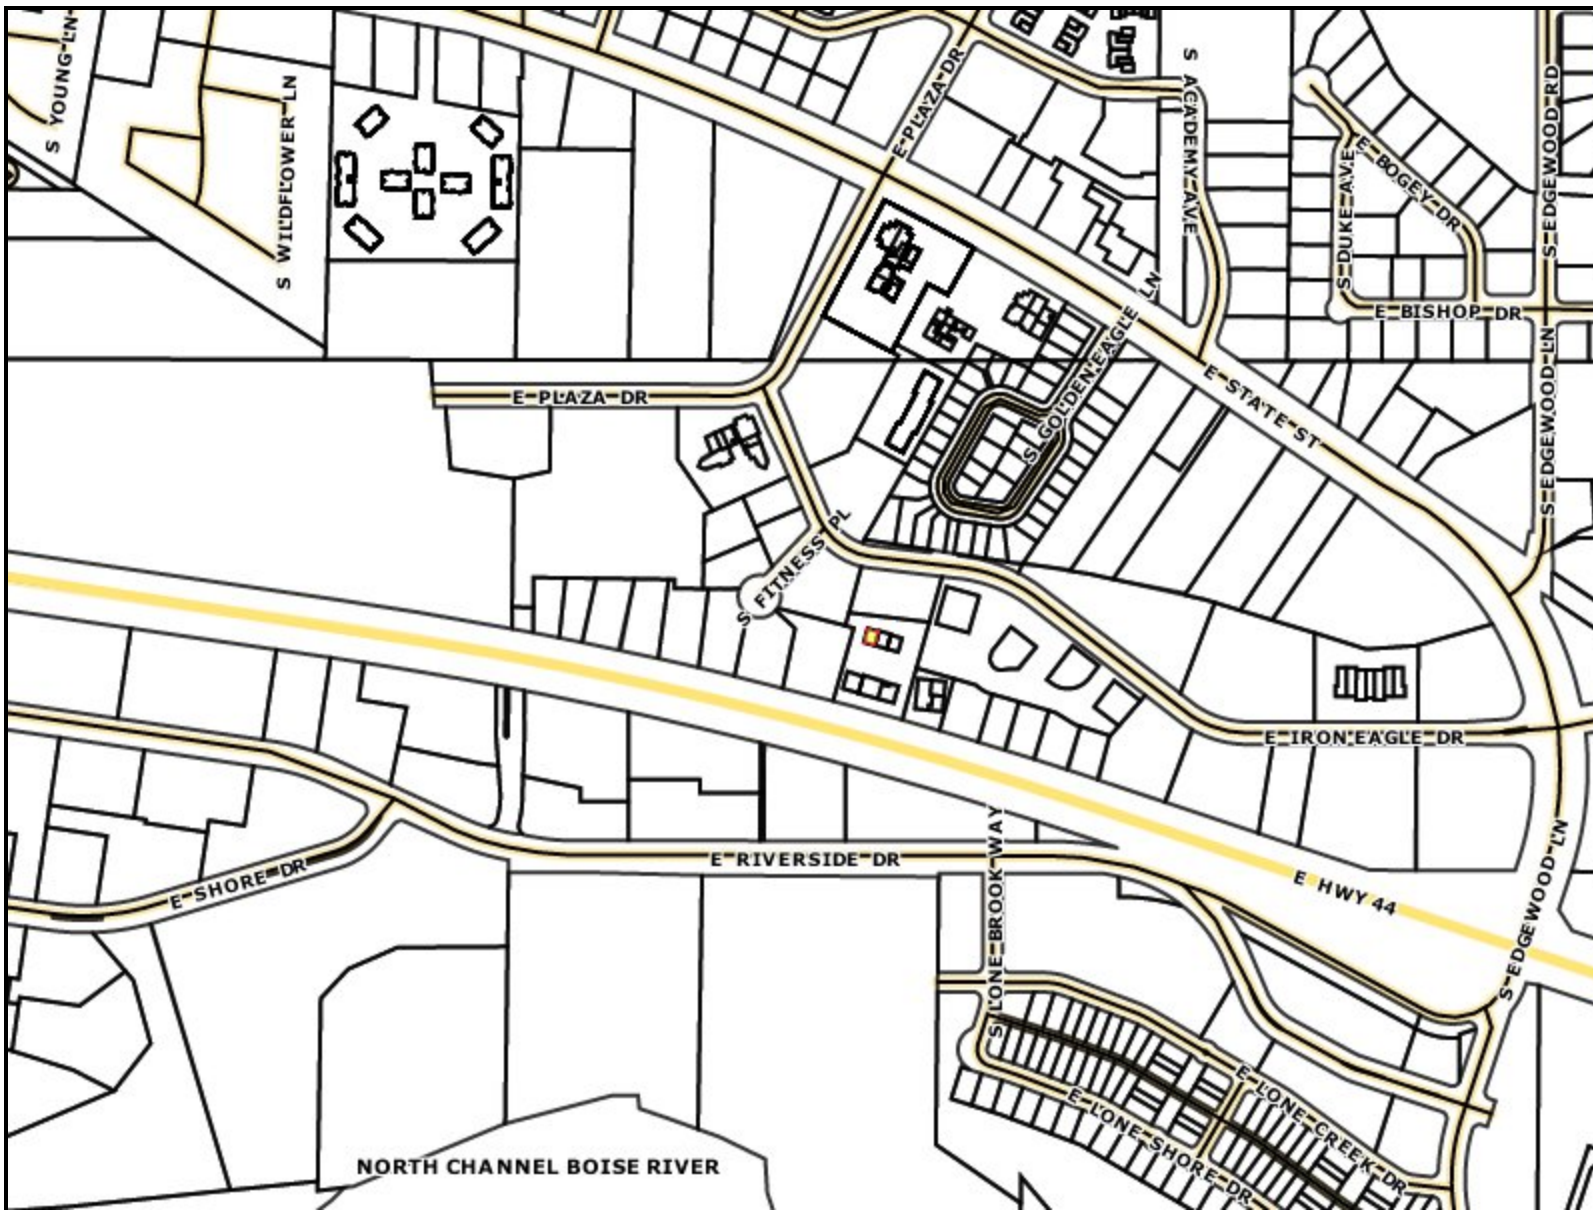 S YOUNG LN
S WILDFLOWER LN
E PLAZA DR
S ACADEMY AVE
S EDGEWOOD RD
E BOGEY DR
S DUKE AVE
E BISHOP DR
S GOLDEN EAGLE LN
E STATE ST
S EDGEWOOD LN
E PLAZA DR
S FITNESS PL
E IRON EAGLE DR
E RIVERSIDE DR
E SHORE DR
S LONE BROOK WAY
E HWY 44
S EDGEWOOD LN
E LONE CREEK DR
E LONE SHORE DR
NORTH CHANNEL BOISE RIVER